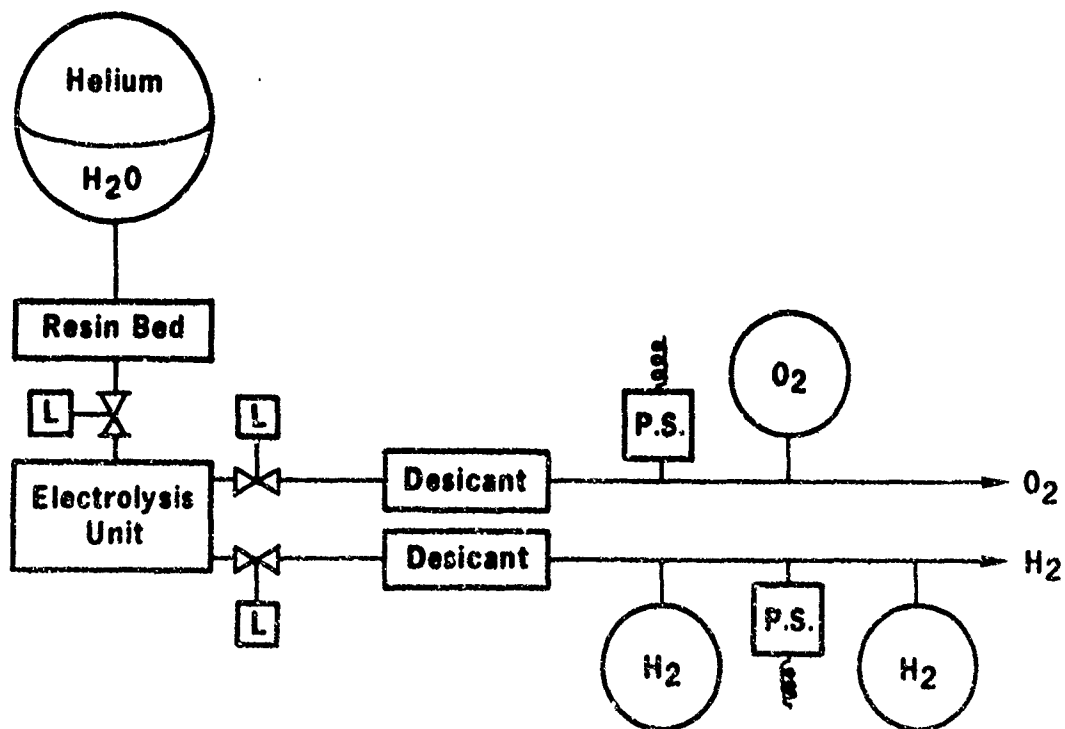 Helium
H2O
Resin Bed
L
L
P.S.
O2
Electrolysis
Unit
Desicant
O2
Desicant
H2
L
H2
P.S.
H2